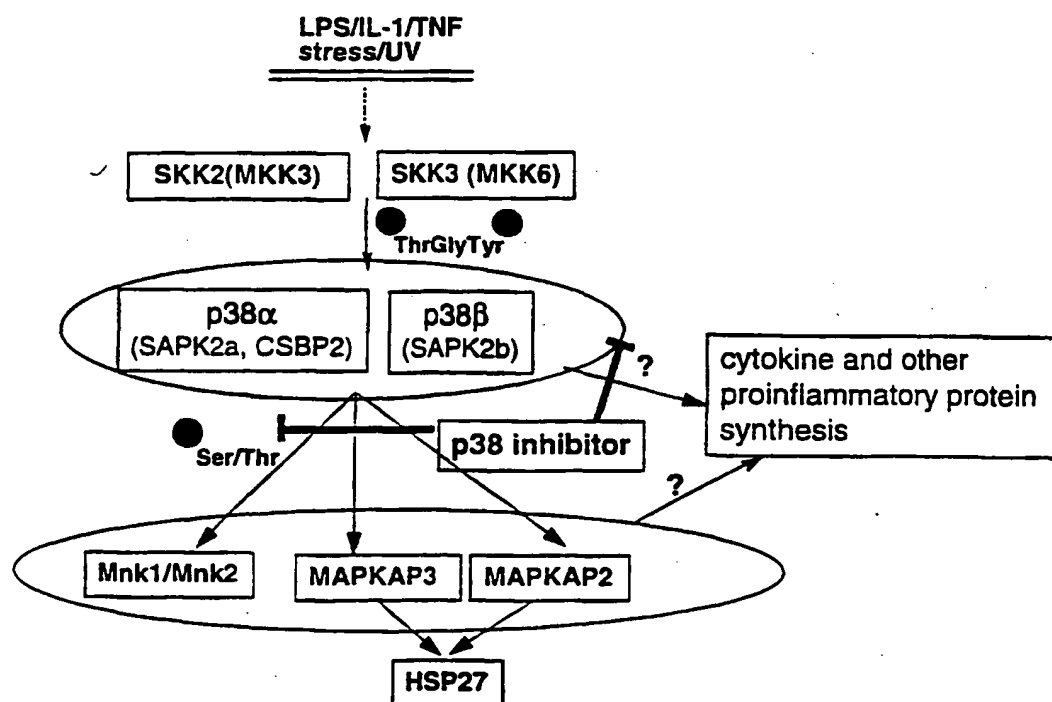 LPS/IL-1/TNF
stress/UV
SKK2(MKK3)
SKK3 (MKK6)
ThrGlyTyr
p38α
(SAPK2a, CSBP2)
p38β
(SAPK2b)
?
cytokine and other
proinflammatory protein
synthesis
p38 inhibitor
Ser/Thr
?
Mnk1/Mnk2
MAPKAP3
MAPKAP2
HSP27